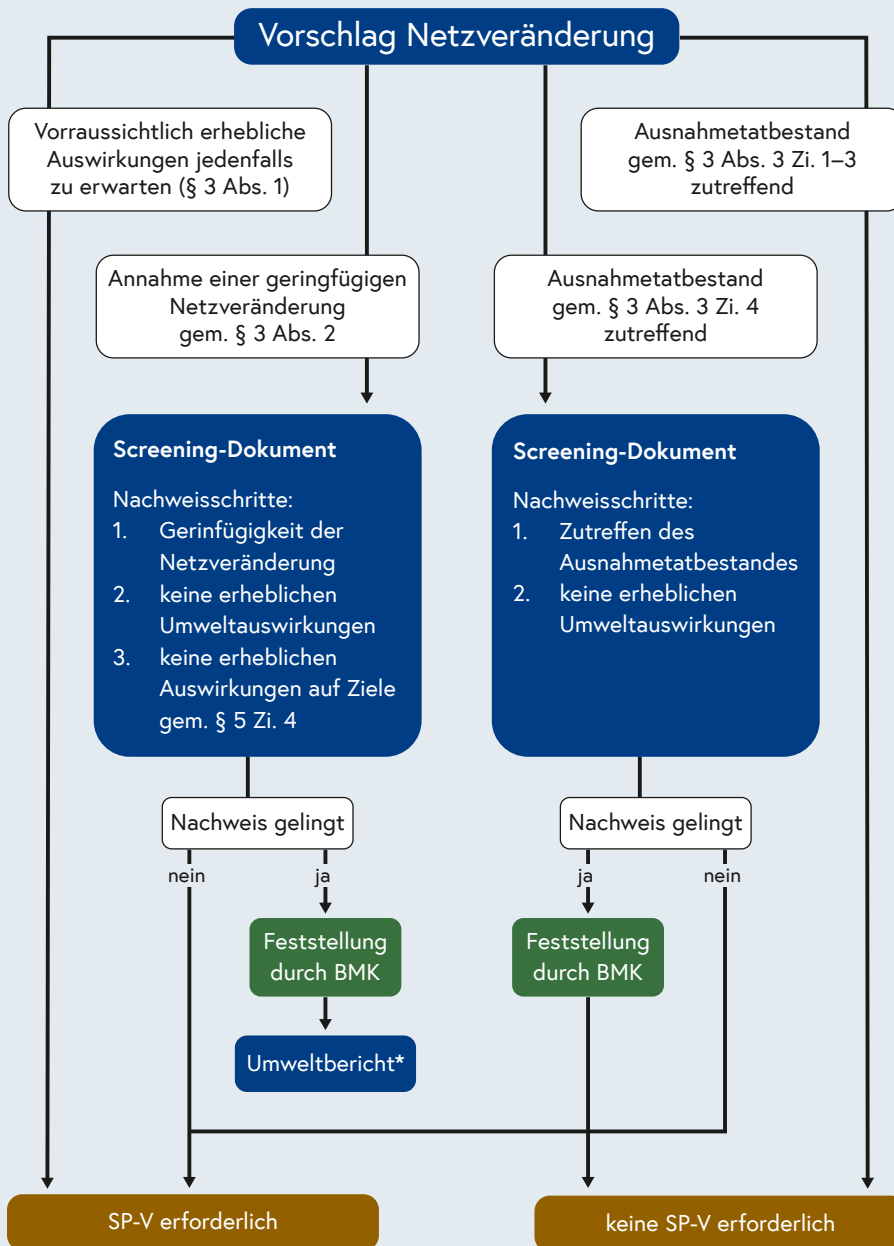 Vorschlag Netzveränderung
Vorraussichtlich erhebliche
Auswirkungen jedenfalls
zu erwarten (§ 3 Abs. 1)
Ausnahmetatbestand
gem. § 3 Abs. 3 Zi. 1–3
zutreffend
Annahme einer geringfügigen
Netzveränderung
gem. § 3 Abs. 2
Ausnahmetatbestand
gem. § 3 Abs. 3 Zi. 4
zutreffend
Screening-Dokument
Nachweisschritte:
1. Gerinfügigkeit der
Netzveränderung
2. keine erheblichen
Umweltauswirkungen
3. keine erheblichen
Auswirkungen auf Ziele
gem. § 5 Zi. 4
Screening-Dokument
Nachweisschritte:
1. Zutreffen des
Ausnahmetatbestandes
2. keine erheblichen
Umweltauswirkungen
Nachweis gelingt
nein
ja
Nachweis gelingt
ja
nein
Feststellung
durch BMK
Feststellung
durch BMK
Umweltbericht*
SP-V erforderlich
keine SP-V erforderlich